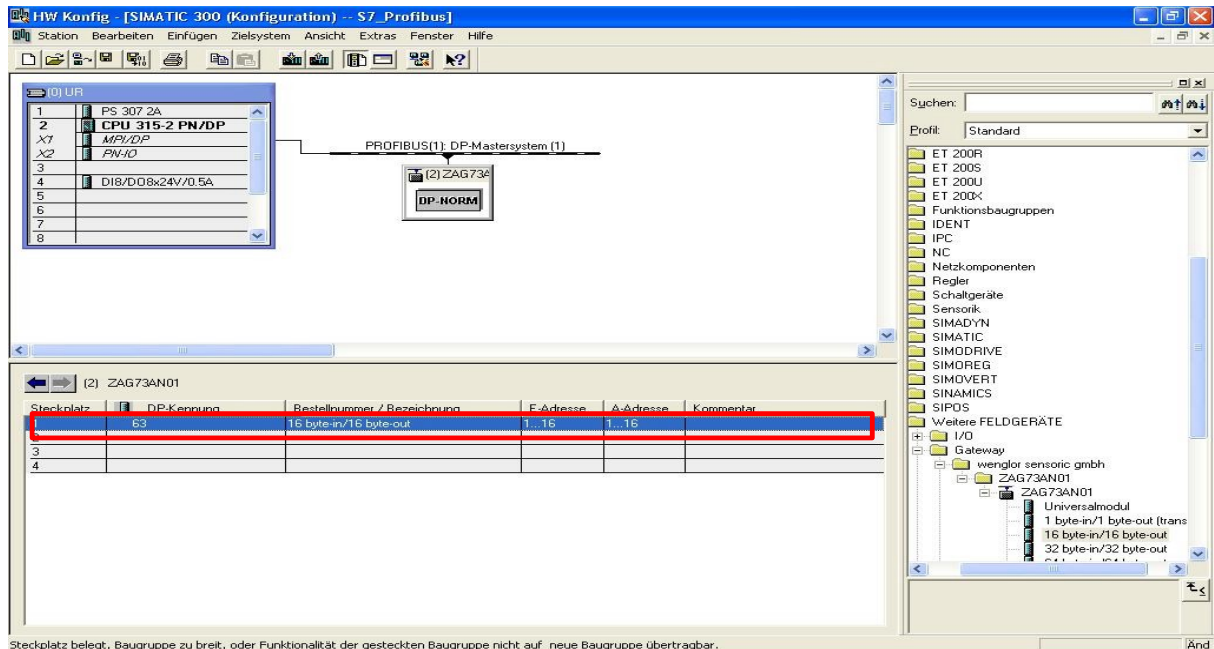 HW Konfig - [SIMATIC 300 (Konfiguration) -- S7_Profibus]
Station Bearbeiten Einfügen Zielsystem Ansicht Extras Fenster Hilfe
(0) UR
1 PS 307 2A
2 CPU 315-2 PN/DP
X1 MPI/DP
X2 PN-IO
3
4 DI8/DO8x24V/0.5A
5
6
7
8
PROFIBUS(1): DP-Mastersystem (1)
(2) ZAG73A
DP-NORM
(2) ZAG73AN01
Steckplatz DP-Kennung Bestellnummer / Bezeichnung E-Adresse A-Adresse Kommentar
1 63 16 byte-in/16 byte-out 1...16 1...16
2
3
4
Suchen:
Profil: Standard
ET 200R
ET 200S
ET 200U
ET 200X
Funktionsbaugruppen
IDENT
IPC
NC
Netzkomponenten
Regler
Schaltgeräte
Sensorik
SIMADYN
SIMATIC
SIMODRIVE
SIMOREG
SIMOVERT
SINAMICS
SIPOS
Weitere FELDGERÄTE
I/O
Gateway
wenglor sensoric gmbh
ZAG73AN01
ZAG73AN01
Universalmodul
1 byte-in/1 byte-out (trans
16 byte-in/16 byte-out
32 byte-in/32 byte-out
Steckplatz belegt, Baugruppe zu breit, oder Funktionalität der gesteckten Baugruppe nicht auf neue Baugruppe übertragbar.
Änd